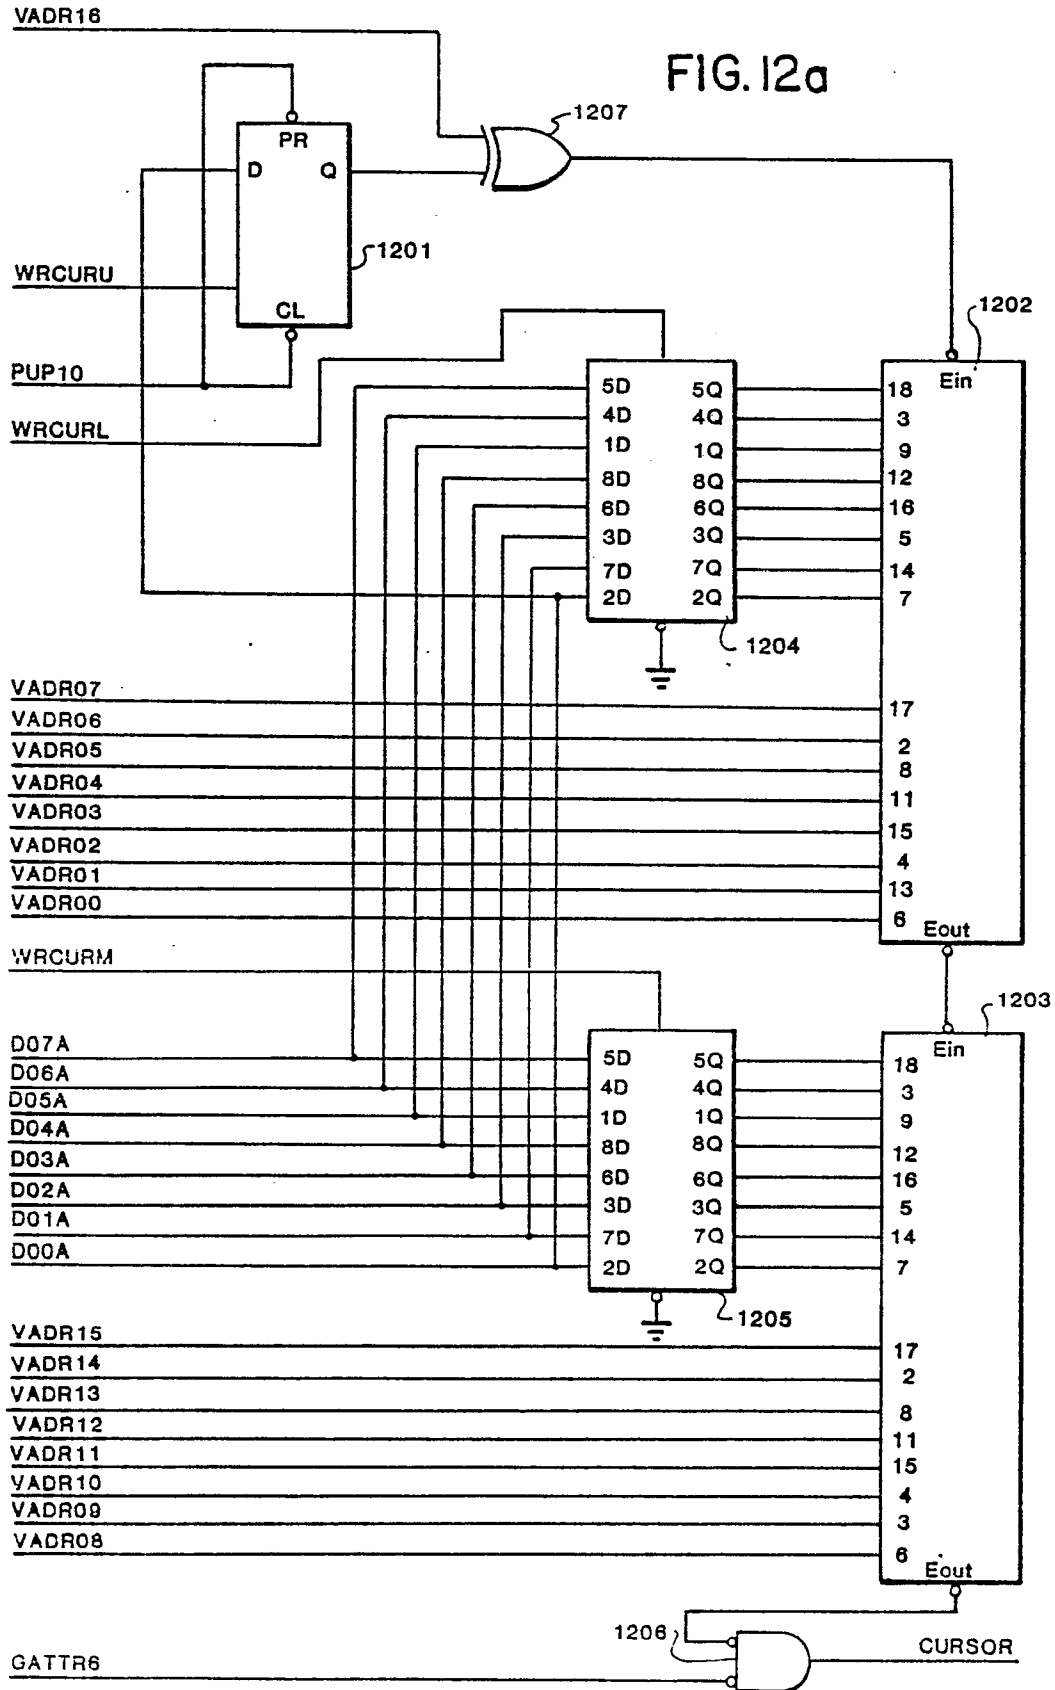 VADR16
FIG. 12a
1207
PR
D Q
1201
WRCURU
CL
1202
PUP10
Ein
WRCURL
5D 5Q 18
4D 4Q 3
1D 1Q 9
8D 8Q 12
6D 6Q 16
3D 3Q 5
7D 7Q 14
2D 2Q 7
1204
VADR07 17
VADR06 2
VADR05 8
VADR04 11
VADR03 15
VADR02 4
VADR01 13
VADR00 6
Eout
WRCURM
1203
Ein
D07A 5D 5Q 18
D06A 4D 4Q 3
D05A 1D 1Q 9
D04A 8D 8Q 12
D03A 6D 6Q 16
D02A 3D 3Q 5
D01A 7D 7Q 14
D00A 2D 2Q 7
1205
VADR15 17
VADR14 2
VADR13 8
VADR12 11
VADR11 15
VADR10 4
VADR09 3
VADR08 6
Eout
1206
CURSOR
GATTR6